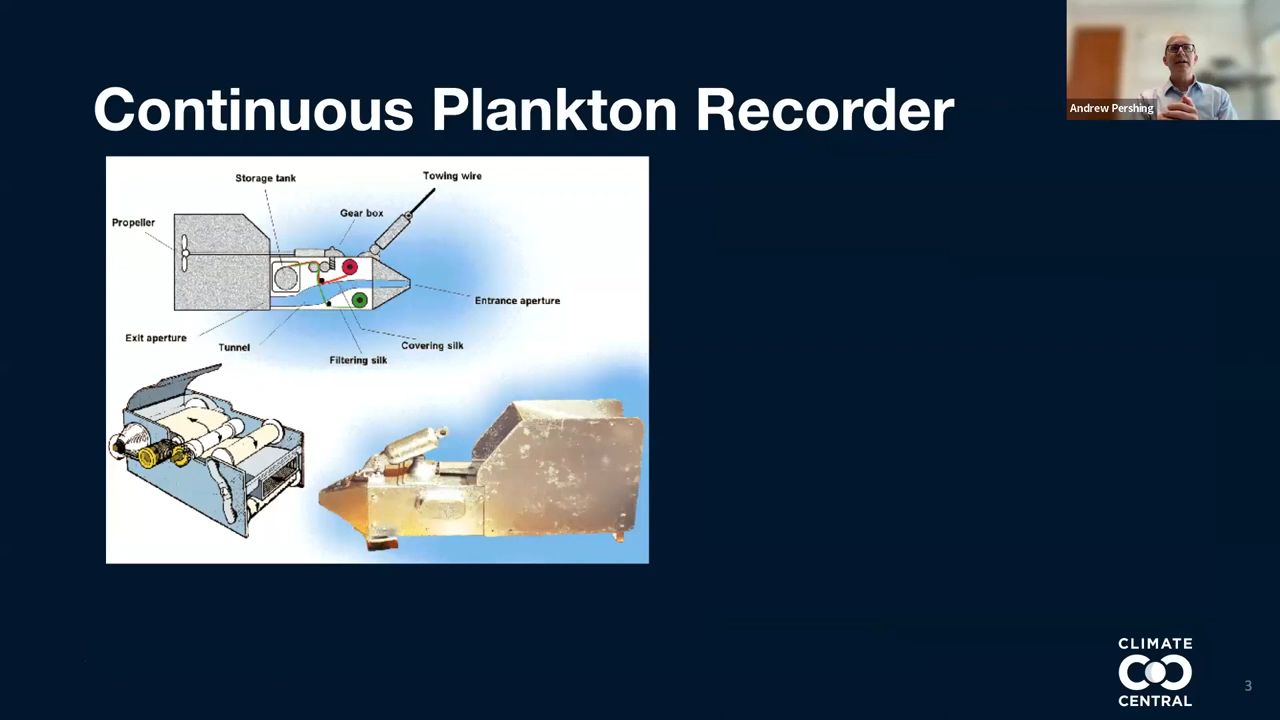 Continuous Plankton Recorder
Andrew Pershing
Storage tank
Towing wire
Propeller
Gear box
Entrance aperture
Exit aperture
Tunnel
Covering silk
Filtering silk
CLIMATE
CENTRAL
3